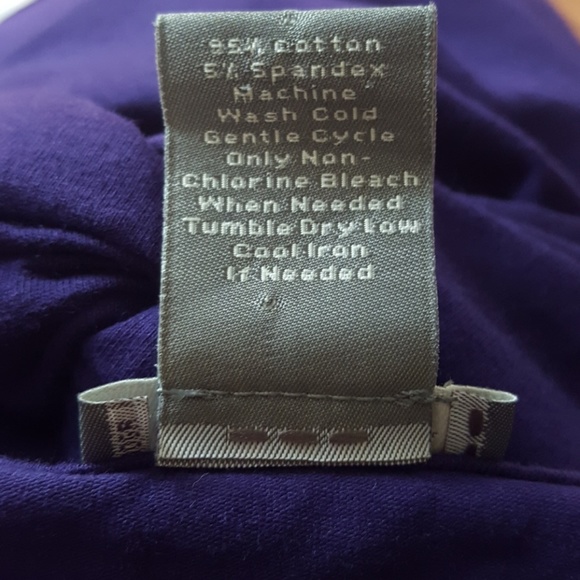 95% Cotton
5% Spandex
Machine
Wash Cold
Gentle Cycle
Only Non-
Chlorine Bleach
When Needed
Tumble Dry Low
Cool Iron
If Needed